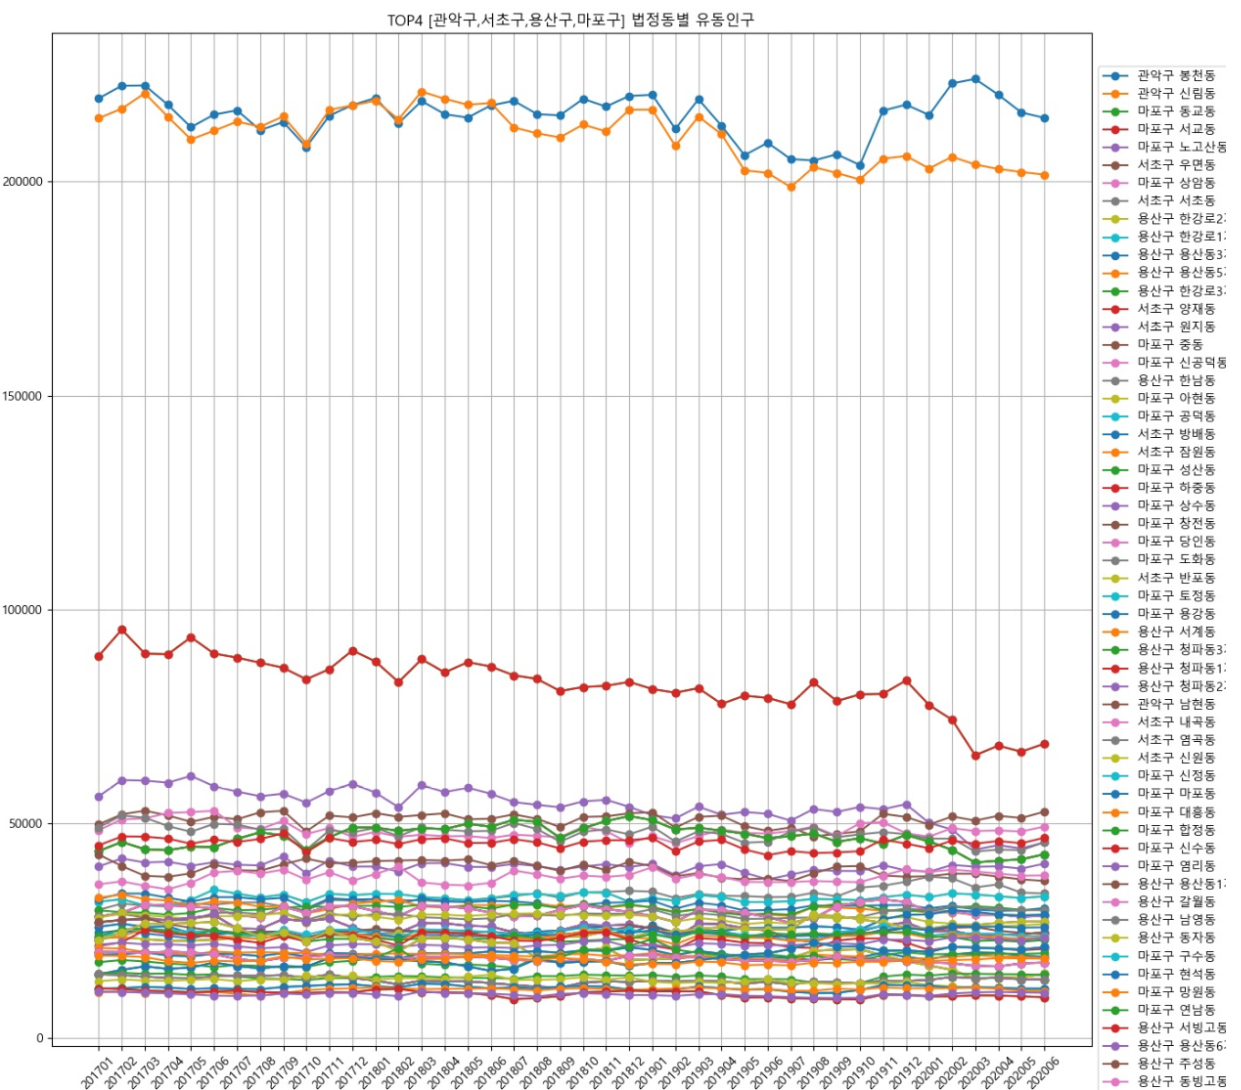 TOP4 [관악구,서초구,용산구,마포구] 법정동별 유동인구
200000
150000
100000
50000
0
201701
201702
201703
201704
201705
201706
201707
201708
201709
201710
201711
201712
201801
201802
201803
201804
201805
201806
201807
201808
201809
201810
201811
201812
201901
201902
201903
201904
201905
201906
201907
201908
201909
201910
201911
201912
202001
202002
202003
202004
202005
202006
관악구 봉천동
관악구 신림동
마포구 동교동
마포구 서교동
마포구 노고산동
서초구 우면동
마포구 상암동
서초구 서초동
용산구 한강로2
용산구 한강로1
용산구 용산동3
용산구 용산동5
용산구 한강로3
서초구 양재동
서초구 원지동
마포구 중동
마포구 신공덕동
용산구 한남동
마포구 아현동
마포구 공덕동
서초구 방배동
서초구 잠원동
마포구 성산동
마포구 하중동
마포구 상수동
마포구 창전동
마포구 당인동
마포구 도화동
서초구 반포동
마포구 토정동
마포구 용강동
용산구 서계동
용산구 청파동3
용산구 청파동1
용산구 청파동2
관악구 남현동
서초구 내곡동
서초구 염곡동
서초구 신원동
마포구 신정동
마포구 마포동
마포구 대흥동
마포구 합정동
마포구 신수동
마포구 염리동
용산구 용산동1
용산구 갈월동
용산구 남영동
용산구 동자동
마포구 구수동
마포구 현석동
마포구 망원동
마포구 연남동
용산구 서빙고동
용산구 용산동6
용산구 주성동
용산구 동빙고동